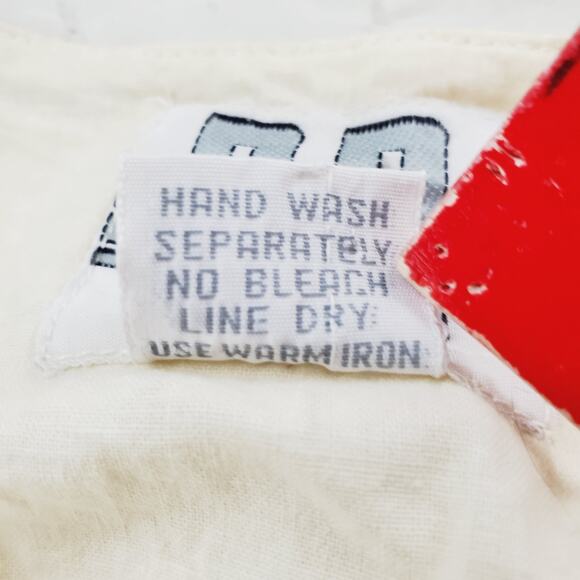 HAND WASH
SEPARATELY
NO BLEACH
LINE DRY
USE WARM IRON